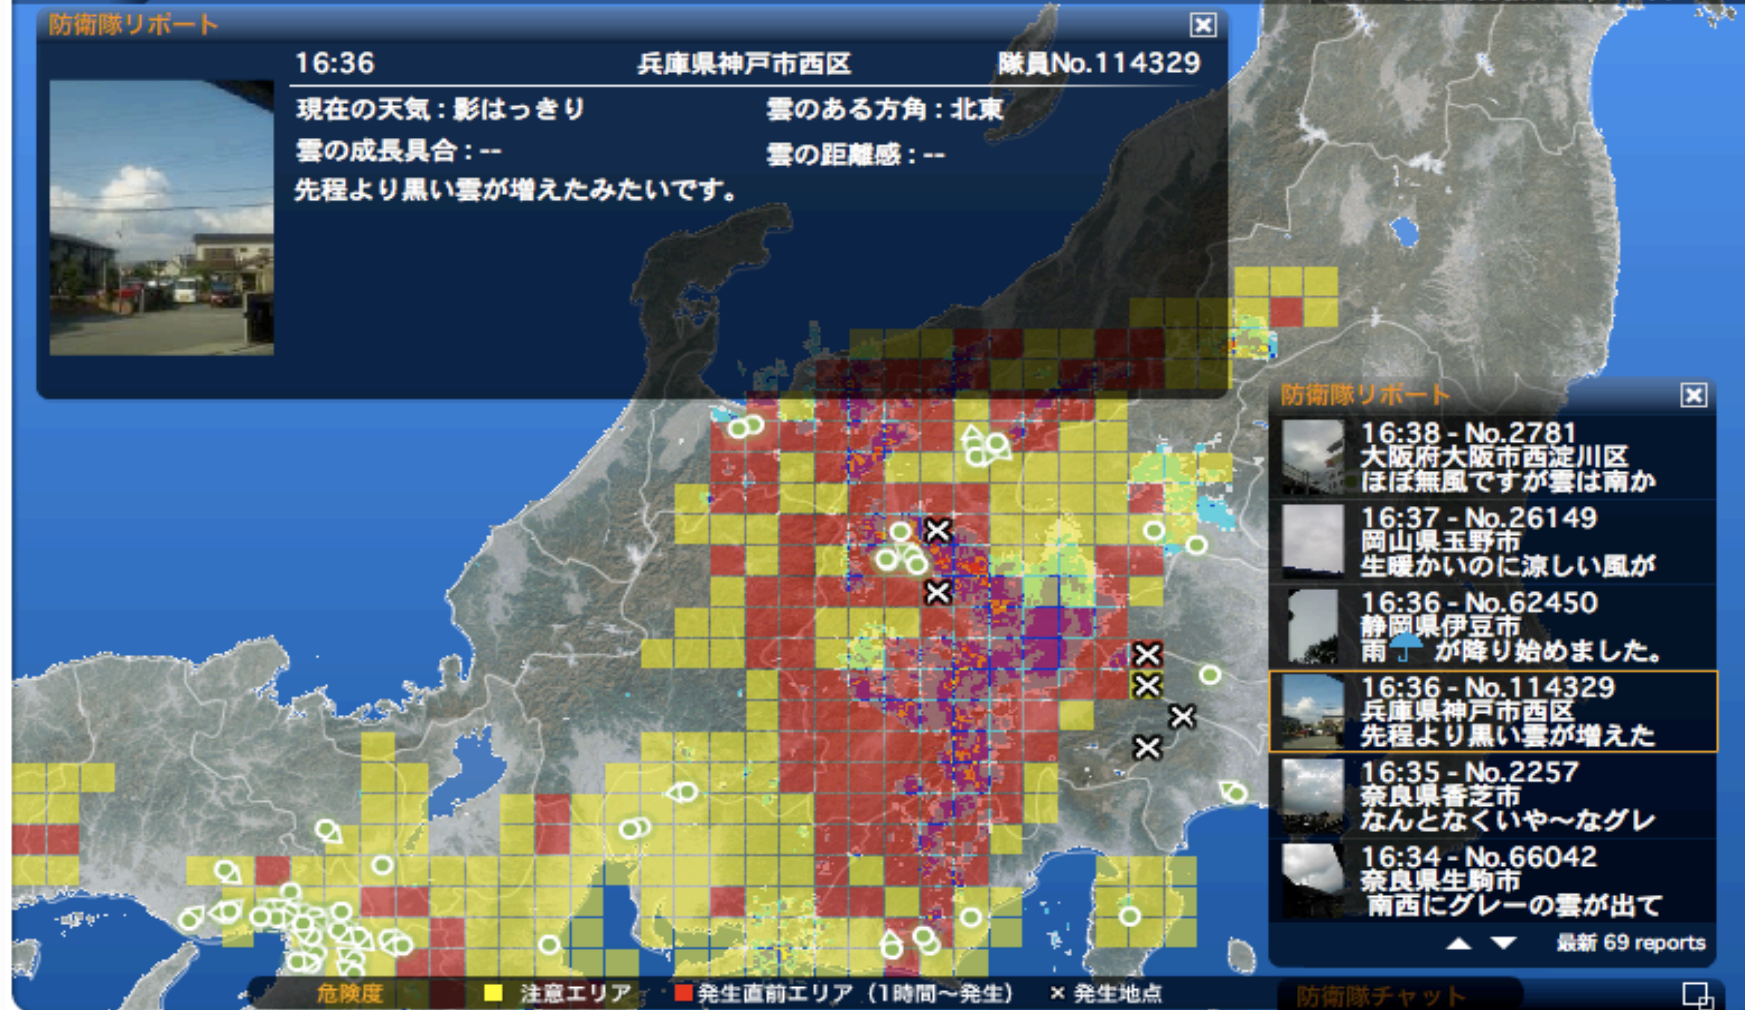 防衛隊リポート
16:36 兵庫県神戸市西区 隊員No.114329
現在の天気：影はっきり 雲のある方角：北東
雲の成長具合：-- 雲の距離感：--
先程より黒い雲が増えたみたいです。
防衛隊リポート
16:38 - No.2781
大阪府大阪市西淀川区
ほぼ無風ですが雲は南か
16:37 - No.26149
岡山県玉野市
生暖かいのに涼しい風が
16:36 - No.62450
静岡県伊豆市
雨☂が降り始めました。
16:36 - No.114329
兵庫県神戸市西区
先程より黒い雲が増えた
16:35 - No.2257
奈良県香芝市
なんとなくいや～なグレ
16:34 - No.66042
奈良県生駒市
南西にグレーの雲が出て
最新 69 reports
危険度 注意エリア 発生直前エリア（1時間～発生） × 発生地点
防衛隊チャット